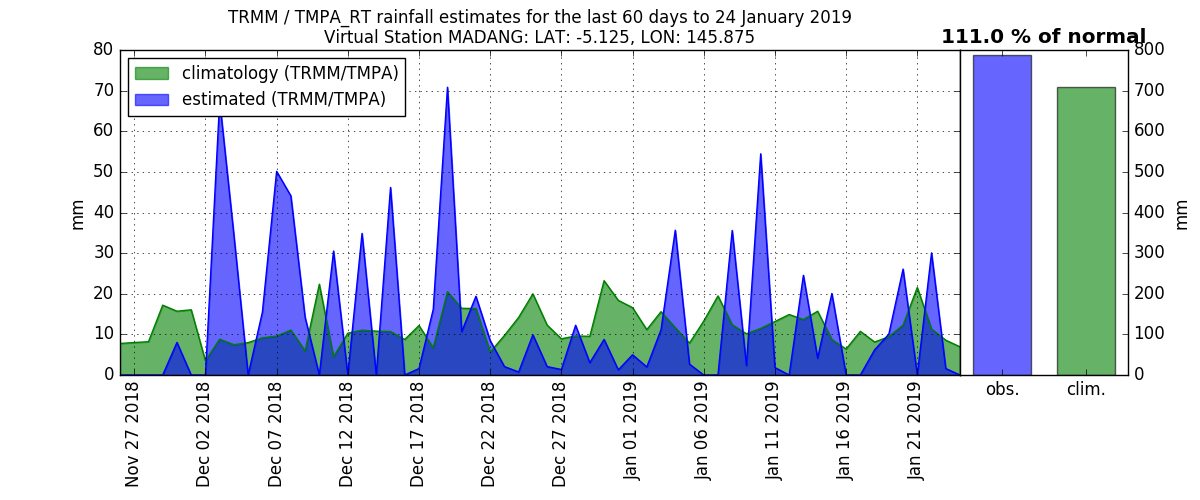 TRMM / TMPA_RT rainfall estimates for the last 60 days to 24 January 2019
Virtual Station MADANG: LAT: -5.125, LON: 145.875
111.0 % of normal
climatology (TRMM/TMPA)
estimated (TRMM/TMPA)
80
70
60
50
40
30
20
10
0
mm
Nov 27 2018
Dec 02 2018
Dec 07 2018
Dec 12 2018
Dec 17 2018
Dec 22 2018
Dec 27 2018
Jan 01 2019
Jan 06 2019
Jan 11 2019
Jan 16 2019
Jan 21 2019
obs.
clim.
800
700
600
500
400
300
200
100
0
mm